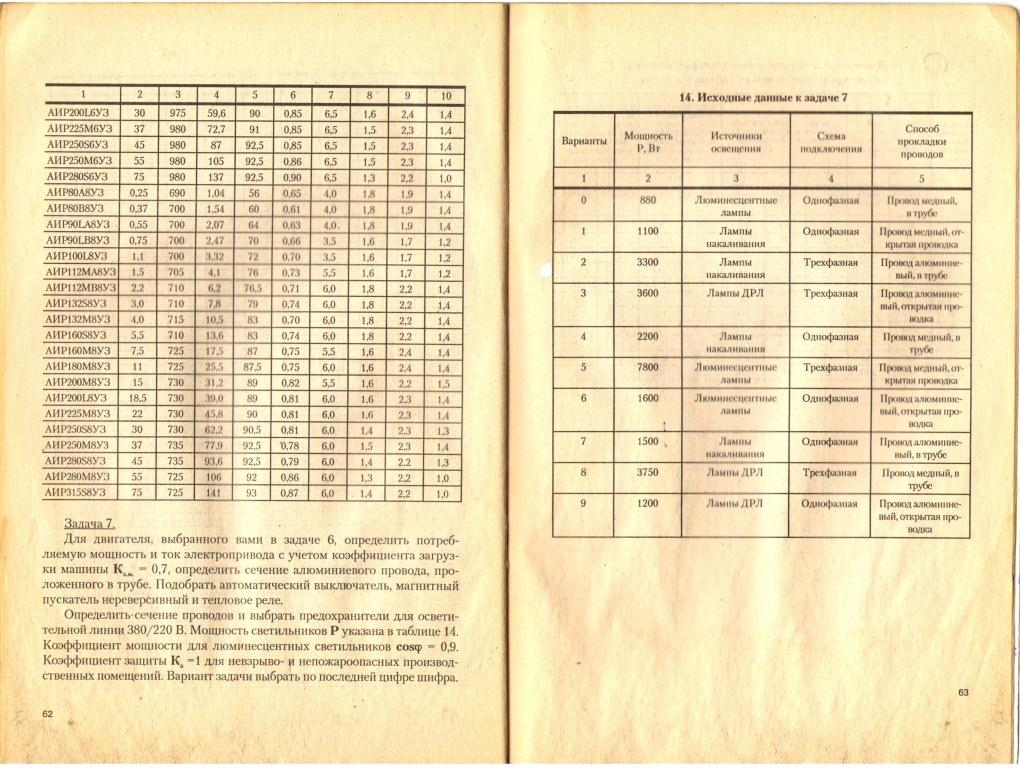 1 2 3 4 5 6 7 8 9 10
АИР200L6У3 30 975 59,6 90 0,85 6,5 1,6 2,4 1,4
АИР225М6У3 37 980 72,7 91 0,85 6,5 1,5 2,3 1,4
АИР250S6У3 45 980 87 92,5 0,85 6,5 1,5 2,3 1,4
АИР250М6У3 55 980 105 92,5 0,86 6,5 1,5 2,3 1,4
АИР280S6У3 75 980 137 92,5 0,90 6,5 1,3 2,2 1,0
АИР80А8У3 0,25 690 1.04 56 0,65 4,0 1,8 1,9 1,4
АИР80В8У3 0,37 700 1,54 60 0,61 4,0 1,8 1,9 1,4
АИР90LA8У3 0,55 700 2,07 64 0,63 4,0 1,8 1,9 1,4
АИР90LB8У3 0,75 700 2,47 70 0,66 3,5 1,6 1,7 1,2
АИР100L8У3 1,1 700 3,32 72 0,70 3,5 1,6 1,7 1,2
АИР112МА8У3 1,5 705 4,1 76 0,73 5,5 1,6 1,7 1,2
АИР112МВ8У3 2,2 710 6,2 76,5 0,71 6,0 1,8 2,2 1,4
АИР132S8У3 3,0 710 7,8 79 0,74 6,0 1,8 2,2 1,4
АИР132М8У3 4,0 715 10,5 83 0,70 6,0 1,8 2,2 1,4
АИР160S8У3 5,5 710 13,6 83 0,74 6,0 1,8 2,2 1,4
АИР160М8У3 7,5 725 17,5 87 0,75 5,5 1,6 2,4 1,4
АИР180М8У3 11 725 25,5 87,5 0,75 6,0 1,6 2,4 1,4
АИР200М8У3 15 730 31,2 89 0,82 5,5 1,6 2,2 1,5
АИР200L8У3 18,5 730 39,0 89 0,81 6,0 1,6 2,3 1,4
АИР225М8У3 22 730 45,8 90 0,81 6,0 1,6 2,3 1,4
АИР250S8У3 30 730 62,2 90,5 0,81 6,0 1,4 2,3 1,3
АИР250М8У3 37 735 77,9 92,5 0,78 6,0 1,5 2,3 1,4
АИР280S8У3 45 735 93,6 92,5 0,79 6,0 1,4 2,2 1,3
АИР280М8У3 55 725 106 92 0,86 6,0 1,3 2,2 1,0
АИР315S8У3 75 725 141 93 0,87 6,0 1,4 2,2 1,0
Задача 7.
Для двигателя, выбранного вами в задаче 6, определить потреб-
ляемую мощность и ток электропривода с учетом коэффициента загруз-
ки машины Кз.м. = 0,7, определить сечение алюминиевого провода, про-
ложенного в трубе. Подобрать автоматический выключатель, магнитный
пускатель нереверсивный и тепловое реле.
Определить сечение проводов и выбрать предохранители для освети-
тельной линии 380/220 В. Мощность светильников Р указана в таблице 14.
Коэффициент мощности для люминесцентных светильников cosφ = 0,9.
Коэффициент защиты Кз =1 для невзрыво- и непожароопасных производ-
ственных помещений. Вариант задачи выбрать по последней цифре шифра.
62
14. Исходные данные к задаче 7
Варианты
Мощность
Р, Вт
Источники
освещения
Схема
подключения
Способ
прокладки
проводов
1 2 3 4 5
0 880 Люминесцентные Однофазная Провод медный,
лампы в трубе
1 1100 Лампы Однофазная Провод медный, от-
накаливания крытая проводка
2 3300 Лампы Трехфазная Провод алюминие-
накаливания вый, в трубе
3 3600 Лампы ДРЛ Трехфазная Провод алюминие-
вый, открытая про-
водка
4 2200 Лампы Однофазная Провод медный, в
накаливания трубе
5 7800 Люминесцентные Трехфазная Провод медный, от-
лампы крытая проводка
6 1600 Люминесцентные Однофазная Провод алюминие-
лампы вый, открытая про-
водка
7 1500 Лампы Однофазная Провод алюминие-
накаливания вый, в трубе
8 3750 Лампы ДРЛ Трехфазная Провод медный, в
трубе
9 1200 Лампы ДРЛ Однофазная Провод алюминие-
вый, открытая про-
водка
63